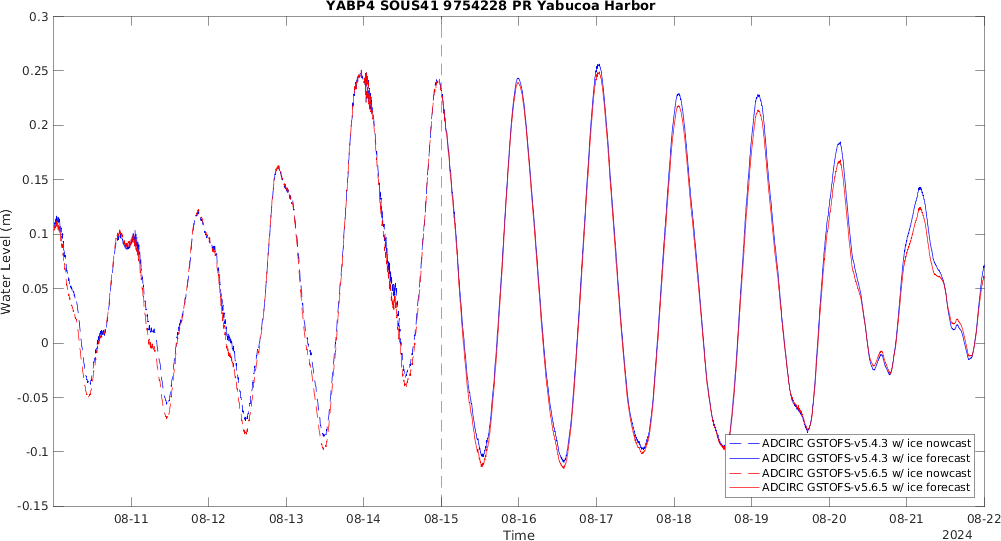 YABP4 SOUS41 9754228 PR Yabucoa Harbor
0.3
0.25
0.2
0.15
0.1
0.05
0
-0.05
-0.1
-0.15
Water Level (m)
08-11 08-12 08-13 08-14 08-15 08-16 08-17 08-18 08-19 08-20 08-21 08-22
Time
2024
ADCIRC GSTOFS-v5.4.3 w/ ice nowcast
ADCIRC GSTOFS-v5.4.3 w/ ice forecast
ADCIRC GSTOFS-v5.6.5 w/ ice nowcast
ADCIRC GSTOFS-v5.6.5 w/ ice forecast